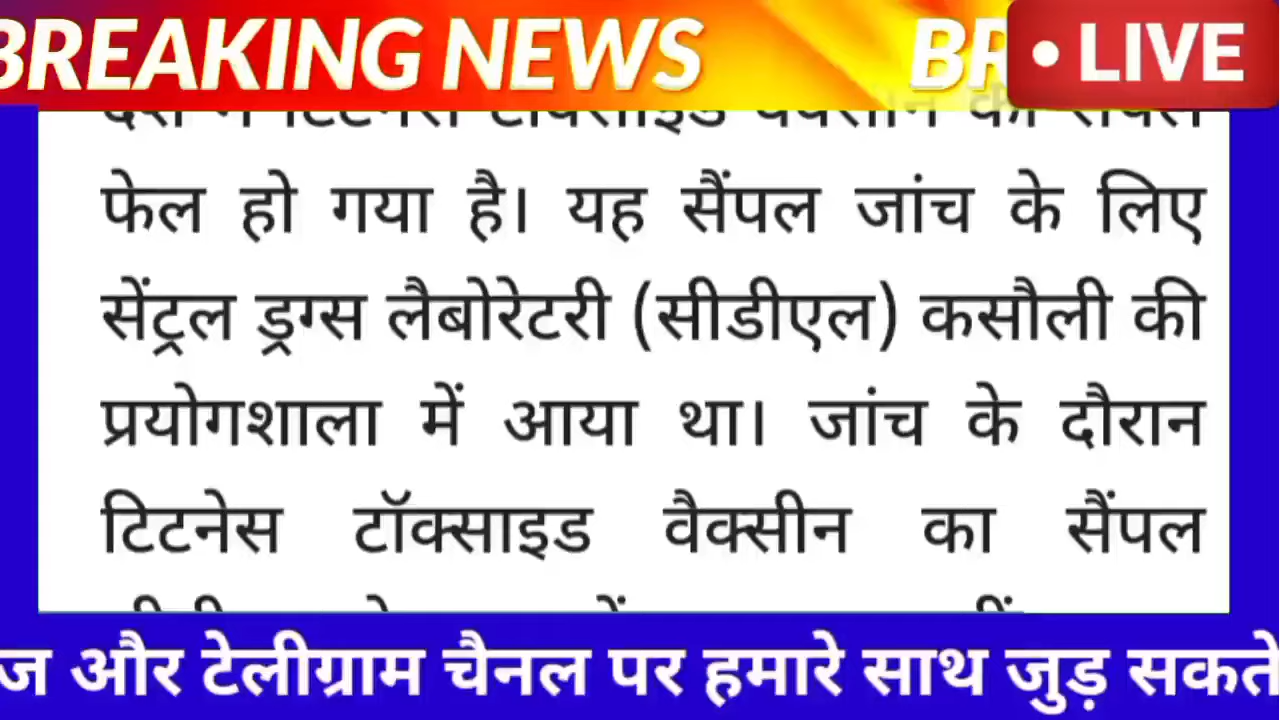 BREAKING NEWS BR
• LIVE
फेल हो गया है। यह सैंपल जांच के लिए
सेंट्रल ड्रग्स लैबोरेटरी (सीडीएल) कसौली की
प्रयोगशाला में आया था। जांच के दौरान
टिटनेस टॉक्साइड वैक्सीन का सैंपल
ज और टेलीग्राम चैनल पर हमारे साथ जुड़ सकते